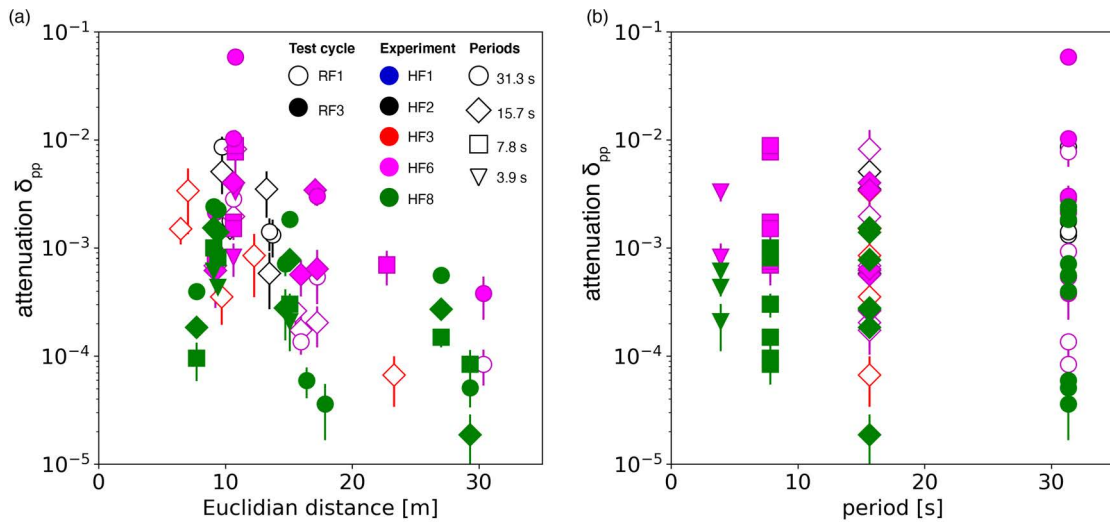 (a)
(b)
10⁻¹
10⁻²
10⁻³
10⁻⁴
10⁻⁵
attenuation δpp
0 10 20 30
Euclidian distance [m]
Test cycle Experiment Periods
RF1 HF1 31.3 s
RF3 HF2 15.7 s
HF3 7.8 s
HF6 3.9 s
HF8
10⁻¹
10⁻²
10⁻³
10⁻⁴
10⁻⁵
attenuation δpp
0 10 20 30
period [s]